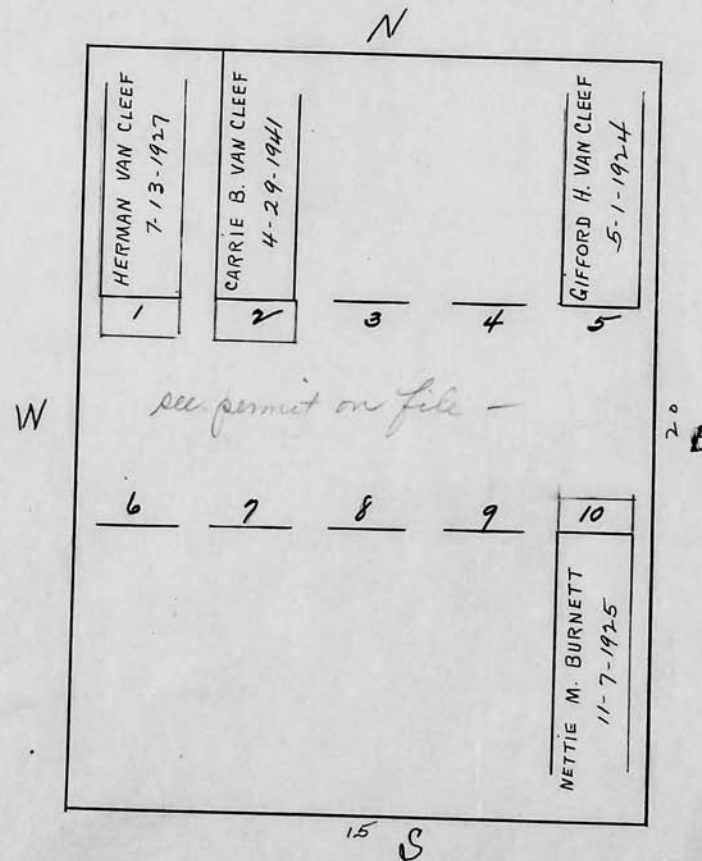 N
HERMAN VAN CLEEF
7-13-1927
CARRIE B. VAN CLEEF
4-29-1941
GIFFORD H. VAN CLEEF
5-1-1924
1
2
3
4
5
W
see permit on file -
20
E
6
7
8
9
10
NETTIE M. BURNETT
11-7-1925
15
S